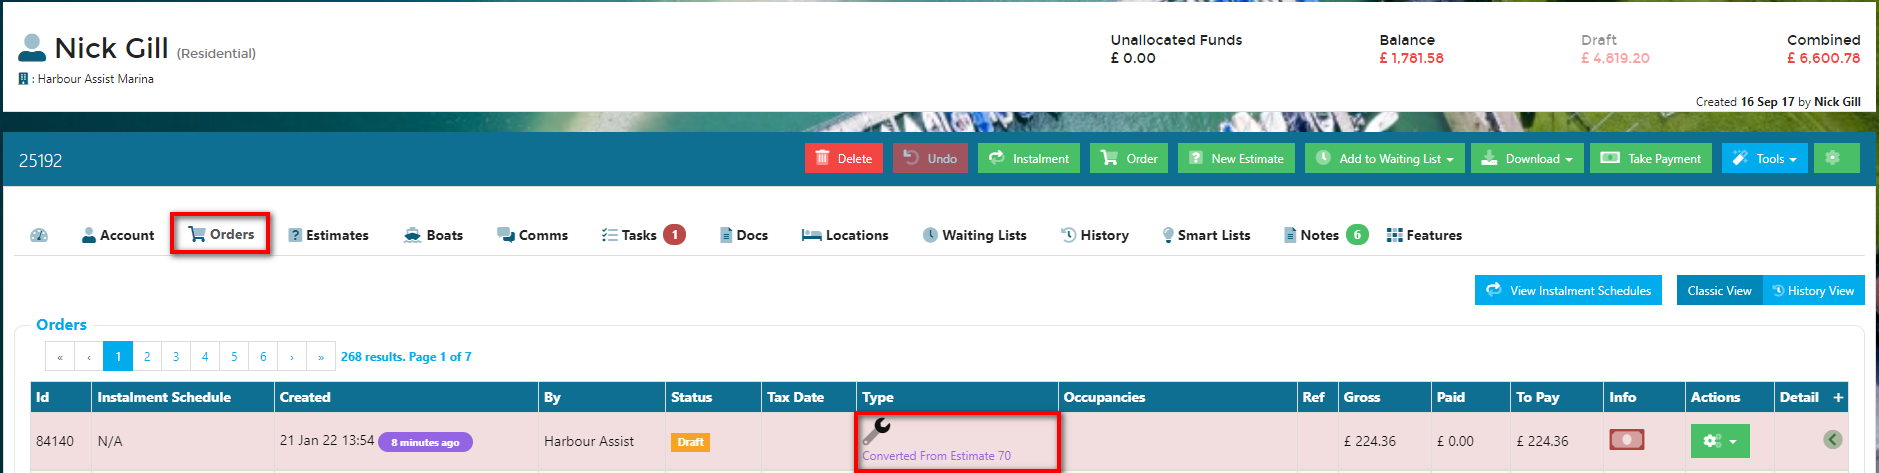 Nick Gill (Residential)
: Harbour Assist Marina
Unallocated Funds
£ 0.00
Balance
£ 1,781.58
Draft
£ 4,819.20
Combined
£ 6,600.78
Created 16 Sep 17 by Nick Gill
25192
Delete Undo Instalment Order New Estimate Add to Waiting List Download Take Payment Tools
Account Orders Estimates Boats Comms Tasks 1 Docs Locations Waiting Lists History Smart Lists Notes 6 Features
View Instalment Schedules Classic View History View
Orders
« ‹ 1 2 3 4 5 6 › » 268 results. Page 1 of 7
Id Instalment Schedule Created By Status Tax Date Type Occupancies Ref Gross Paid To Pay Info Actions Detail +
84140 N/A 21 Jan 22 13:54 8 minutes ago Harbour Assist Draft £ 224.36 £ 0.00 £ 224.36
Converted From Estimate 70